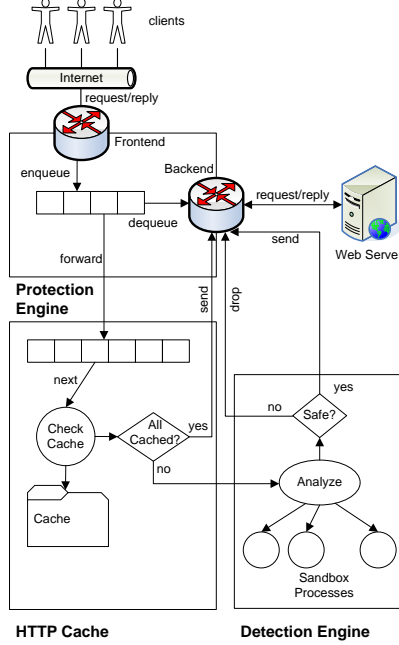 clients
Internet
request/reply
Frontend
enqueue
Backend
request/reply
dequeue
send
Web Serve
forward
send
drop
Protection
Engine
next
yes
no
Safe?
Check
Cache
All
Cached?
yes
no
Analyze
Cache
Sandbox
Processes
HTTP Cache
Detection Engine